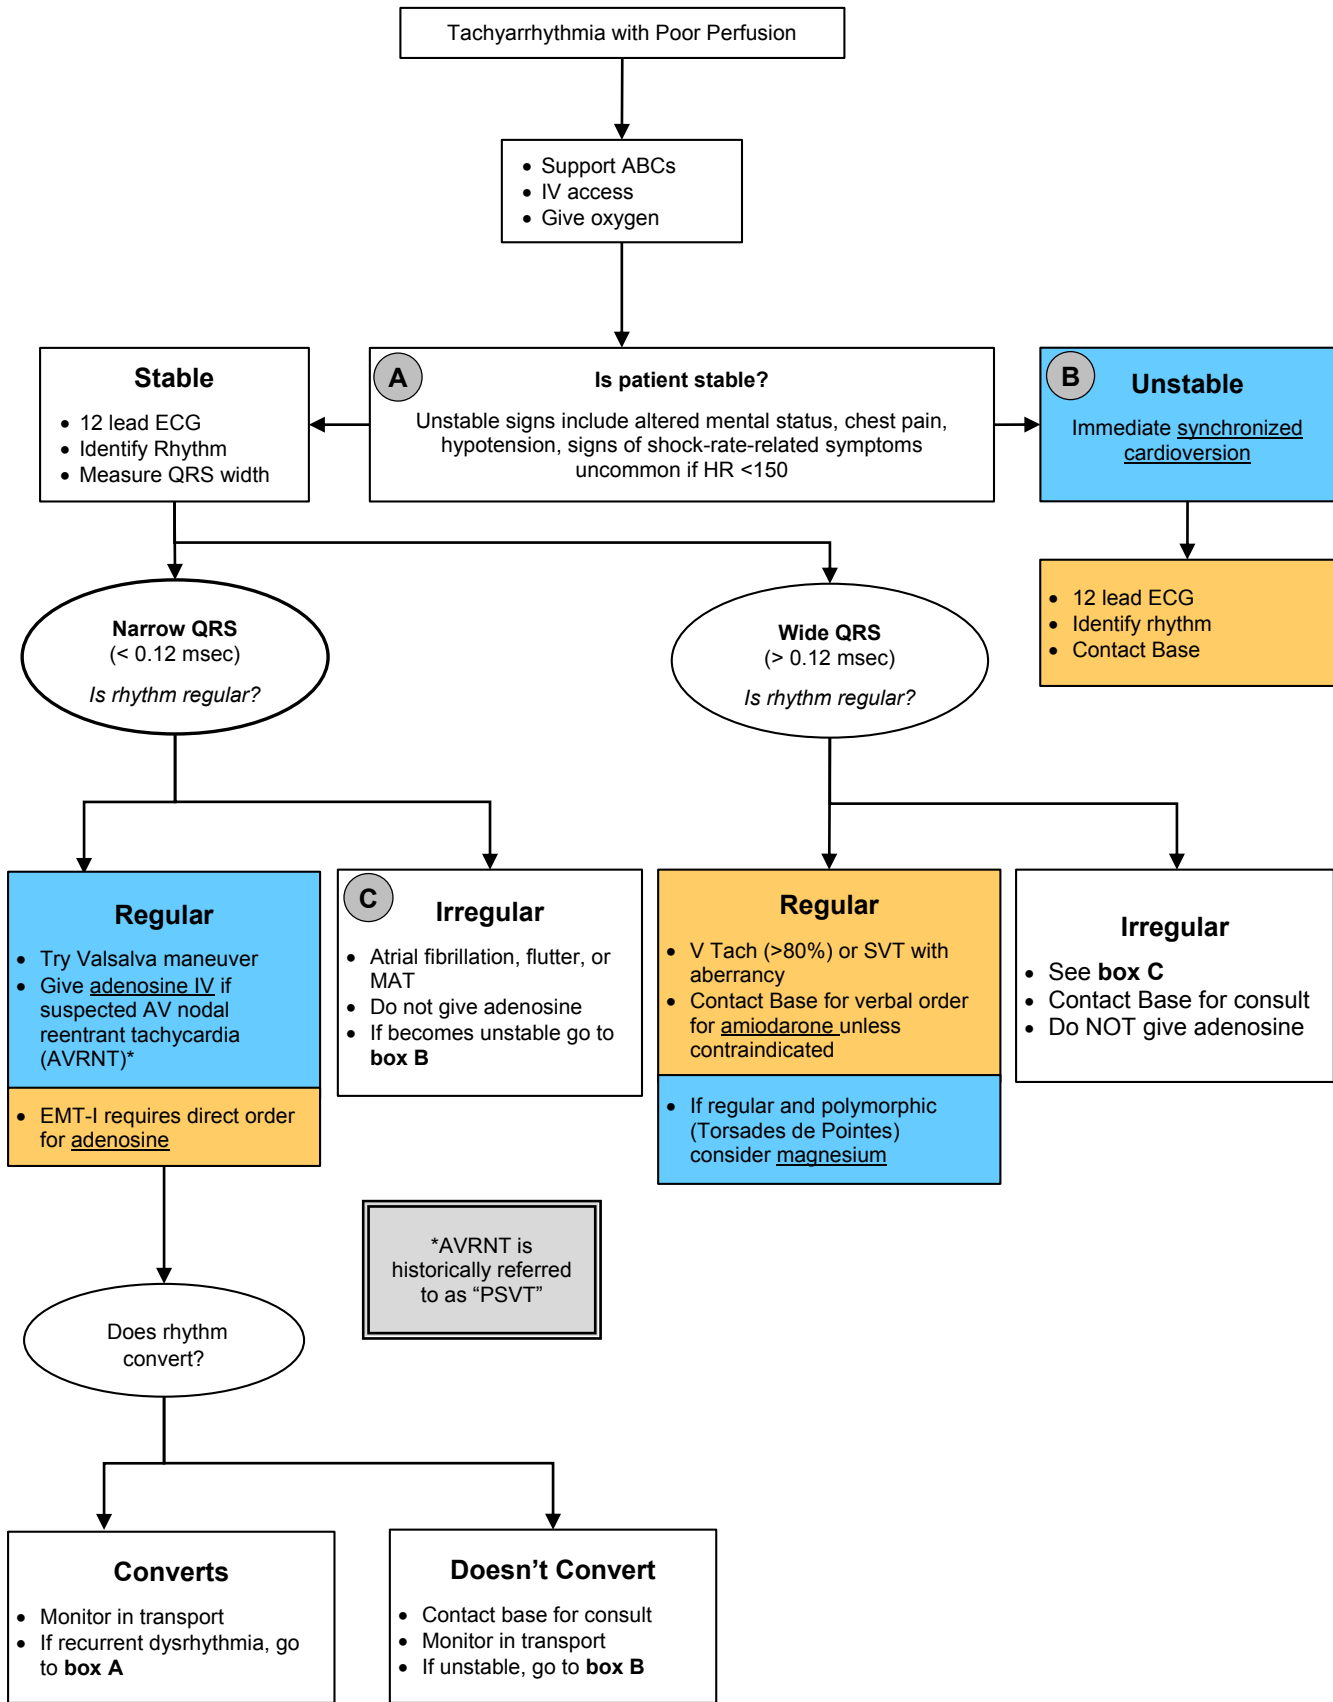 Tachyarrhythmia with Poor Perfusion
• Support ABCs
• IV access
• Give oxygen
Stable
• 12 lead ECG
• Identify Rhythm
• Measure QRS width
A
Is patient stable?
Unstable signs include altered mental status, chest pain,
hypotension, signs of shock-rate-related symptoms
uncommon if HR <150
B
Unstable
Immediate synchronized
cardioversion
• 12 lead ECG
• Identify rhythm
• Contact Base
Narrow QRS
(< 0.12 msec)
Is rhythm regular?
Wide QRS
(> 0.12 msec)
Is rhythm regular?
Regular
• Try Valsalva maneuver
• Give adenosine IV if
suspected AV nodal
reentrant tachycardia
(AVRNT)*
• EMT-I requires direct order
for adenosine
C
Irregular
• Atrial fibrillation, flutter, or
MAT
• Do not give adenosine
• If becomes unstable go to
box B
Regular
• V Tach (>80%) or SVT with
aberrancy
• Contact Base for verbal order
for amiodarone unless
contraindicated
• If regular and polymorphic
(Torsades de Pointes)
consider magnesium
Irregular
• See box C
• Contact Base for consult
• Do NOT give adenosine
*AVRNT is
historically referred
to as “PSVT”
Does rhythm
convert?
Converts
• Monitor in transport
• If recurrent dysrhythmia, go
to box A
Doesn’t Convert
• Contact base for consult
• Monitor in transport
• If unstable, go to box B